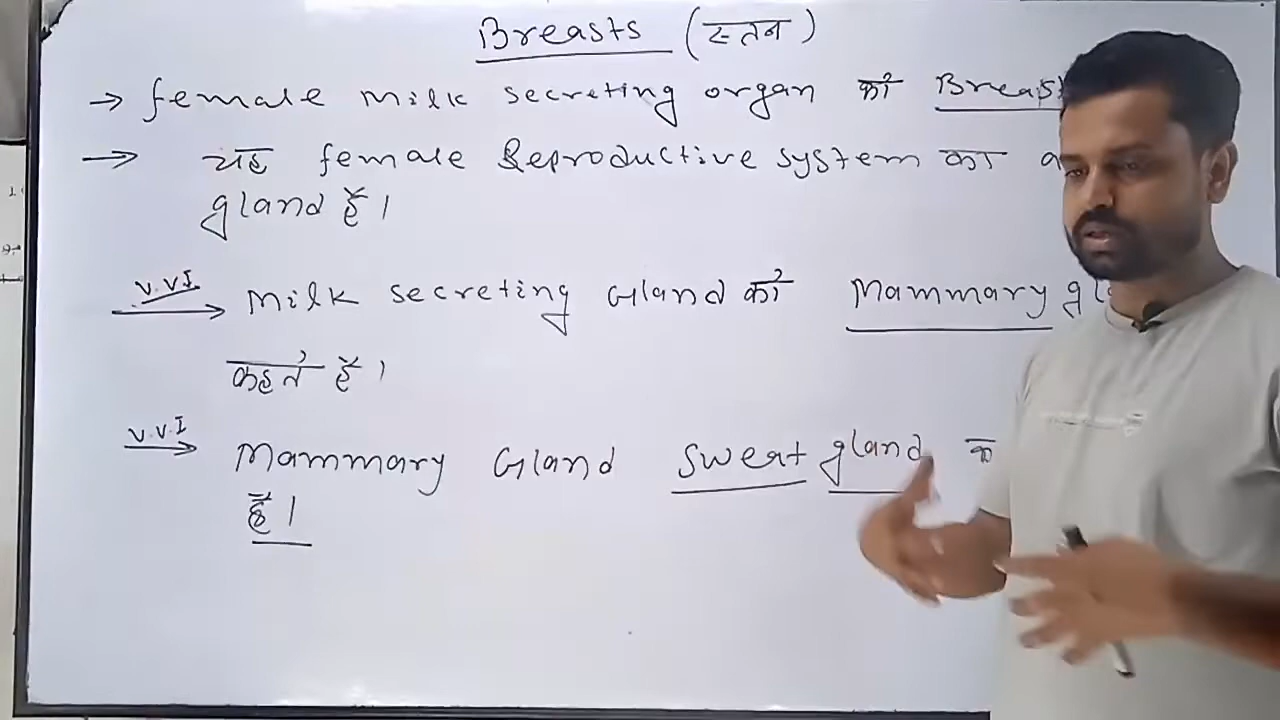 Breasts (स्तन)
→ female milk secreting organ को Breast
→ यह female Reproductive system का a
gland है।
V.V.I → Milk secreting Gland को Mammary gl
कहते है।
V.V.I → Mammary Gland sweat gland क
है।